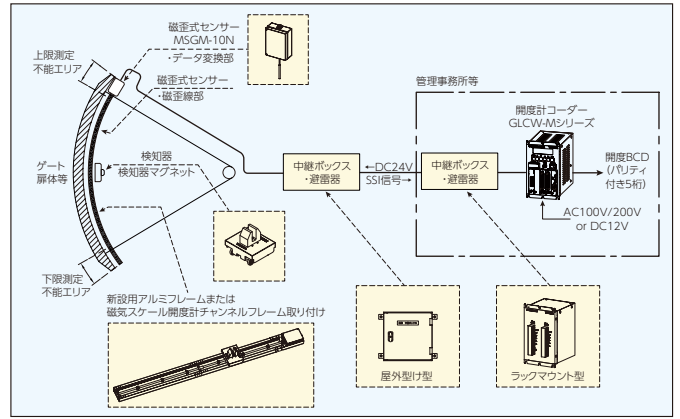 上限測定
不能エリア
磁歪式センサー
MSGM-10N
・データ変換部
磁歪式センサー
・磁歪線部
ゲート
扉体等
検知器
検知器マグネット
下限測定
不能エリア
新設用アルミフレームまたは
磁気スケール開度計チャンネルフレーム取り付け
中継ボックス
・避雷器
←DC24V
SSI信号→
管理事務所等
中継ボックス
・避雷器
開度計コーダー
GLCW-Mシリーズ
開度BCD
(パリティ
付き5桁)
AC100V/200V
or DC12V
屋外型け型
ラックマウント型